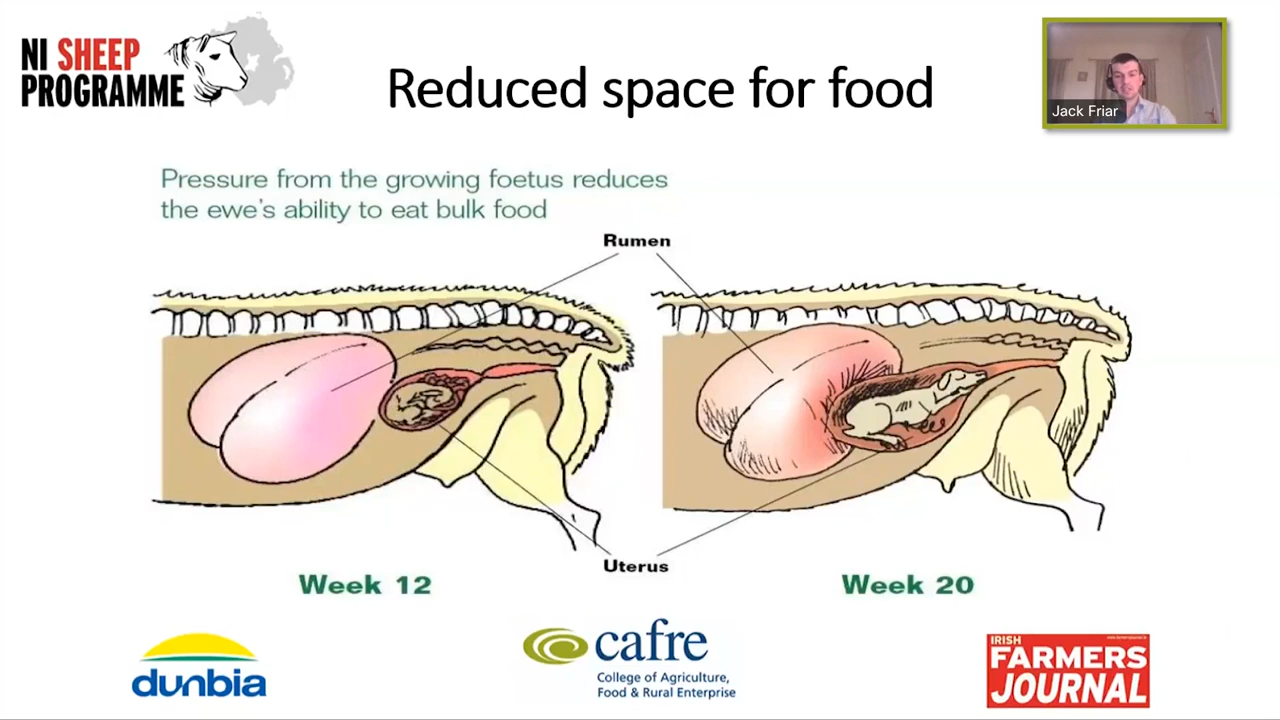 NI SHEEP
PROGRAMME
Reduced space for food
Jack Friar
Pressure from the growing foetus reduces
the ewe's ability to eat bulk food
Rumen
Uterus
Week 12
Week 20
dunbia
cafre
College of Agriculture,
Food & Rural Enterprise
IRISH
FARMERS
JOURNAL